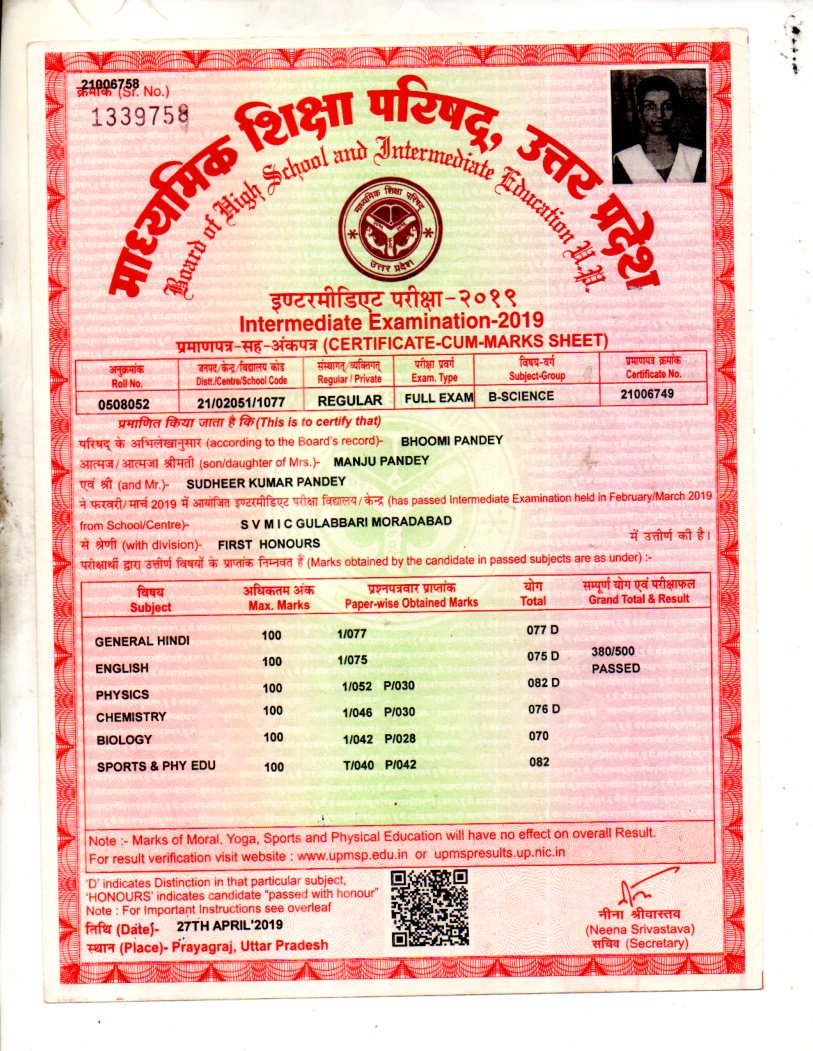 21006758
क्रमांक (Sr. No.)
1339758
माध्यमिक शिक्षा परिषद्, उत्तर प्रदेश
Board of High School and Intermediate Education U.P.
माध्यमिक शिक्षा परिषद्
उत्तर प्रदेश
इण्टरमीडिएट परीक्षा-२०१९
Intermediate Examination-2019
प्रमाणपत्र-सह-अंकपत्र (CERTIFICATE-CUM-MARKS SHEET)
अनुक्रमांक जनपद/केन्द्र/विद्यालय कोड संस्थागत्/व्यक्तिगत् परीक्षा प्रवर्ग विषय-वर्ग प्रमाणपत्र क्रमांक
Roll No. Distt./Centre/School Code Regular / Private Exam. Type Subject-Group Certificate No.
0508052 21/02051/1077 REGULAR FULL EXAM B-SCIENCE 21006749
प्रमाणित किया जाता है कि (This is to certify that)
परिषद् के अभिलेखानुसार (according to the Board's record)- BHOOMI PANDEY
आत्मज/आत्मजा श्रीमती (son/daughter of Mrs.)- MANJU PANDEY
एवं श्री (and Mr.)- SUDHEER KUMAR PANDEY
ने फरवरी/मार्च 2019 में आयोजित इण्टरमीडिएट परीक्षा विद्यालय/केन्द्र (has passed Intermediate Examination held in February/March 2019
from School/Centre)- S V M I C GULABBARI MORADABAD
से श्रेणी (with division)- FIRST HONOURS में उत्तीर्ण की है।
परीक्षार्थी द्वारा उत्तीर्ण विषयों के प्राप्तांक निम्नवत हैं (Marks obtained by the candidate in passed subjects are as under) :-
विषय अधिकतम अंक प्रश्नपत्रवार प्राप्तांक योग सम्पूर्ण योग एवं परीक्षाफल
Subject Max. Marks Paper-wise Obtained Marks Total Grand Total & Result
GENERAL HINDI 100 1/077 077 D
ENGLISH 100 1/075 075 D 380/500
PASSED
PHYSICS 100 1/052 P/030 082 D
CHEMISTRY 100 1/046 P/030 076 D
BIOLOGY 100 1/042 P/028 070
SPORTS & PHY EDU 100 T/040 P/042 082
Note :- Marks of Moral, Yoga, Sports and Physical Education will have no effect on overall Result.
For result verification visit website : www.upmsp.edu.in or upmspresults.up.nic.in
'D' indicates Distinction in that particular subject,
'HONOURS' indicates candidate "passed with honour"
Note : For Important Instructions see overleaf
तिथि (Date)- 27TH APRIL'2019
स्थान (Place)- Prayagraj, Uttar Pradesh
नीना श्रीवास्तव
(Neena Srivastava)
सचिव (Secretary)